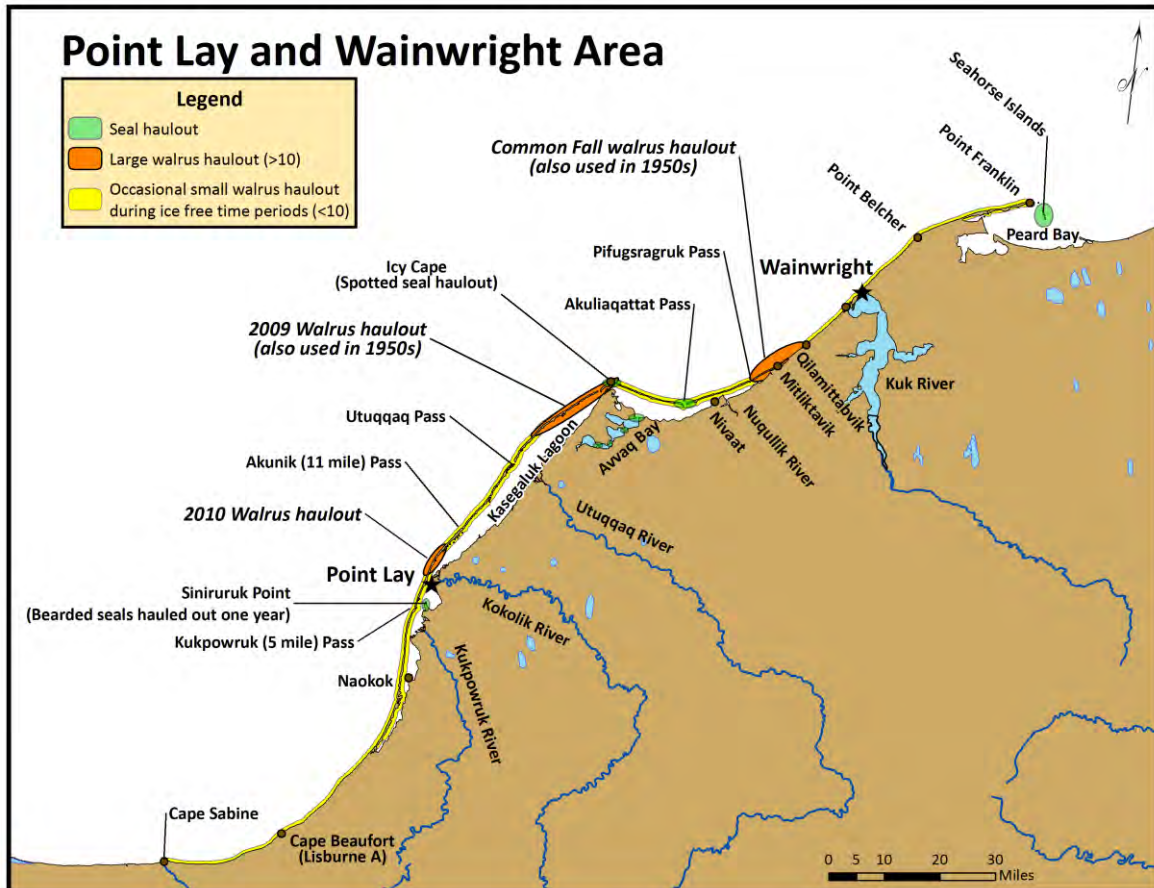 Point Lay and Wainwright Area
Legend
Seal haulout
Large walrus haulout (>10)
Occasional small walrus haulout
during ice free time periods (<10)
Seahorse Islands
Point Franklin
Common Fall walrus haulout
(also used in 1950s)
Point Belcher
Peard Bay
Pifugsragruk Pass
Wainwright
Icy Cape
(Spotted seal haulout)
Akuliaqattat Pass
2009 Walrus haulout
(also used in 1950s)
Qilamittabvik
Mitliktavik
Kuk River
Utuqqaq Pass
Nivaat
Nuqullik River
Avvaq Bay
Kasegaluk Lagoon
Akunik (11 mile) Pass
Utuqqaq River
2010 Walrus haulout
Point Lay
Siniruruk Point
(Bearded seals hauled out one year)
Kokolik River
Kukpowruk (5 mile) Pass
Kukpowruk River
Naokok
Cape Sabine
Cape Beaufort
(Lisburne A)
0 5 10 20 30
Miles
N